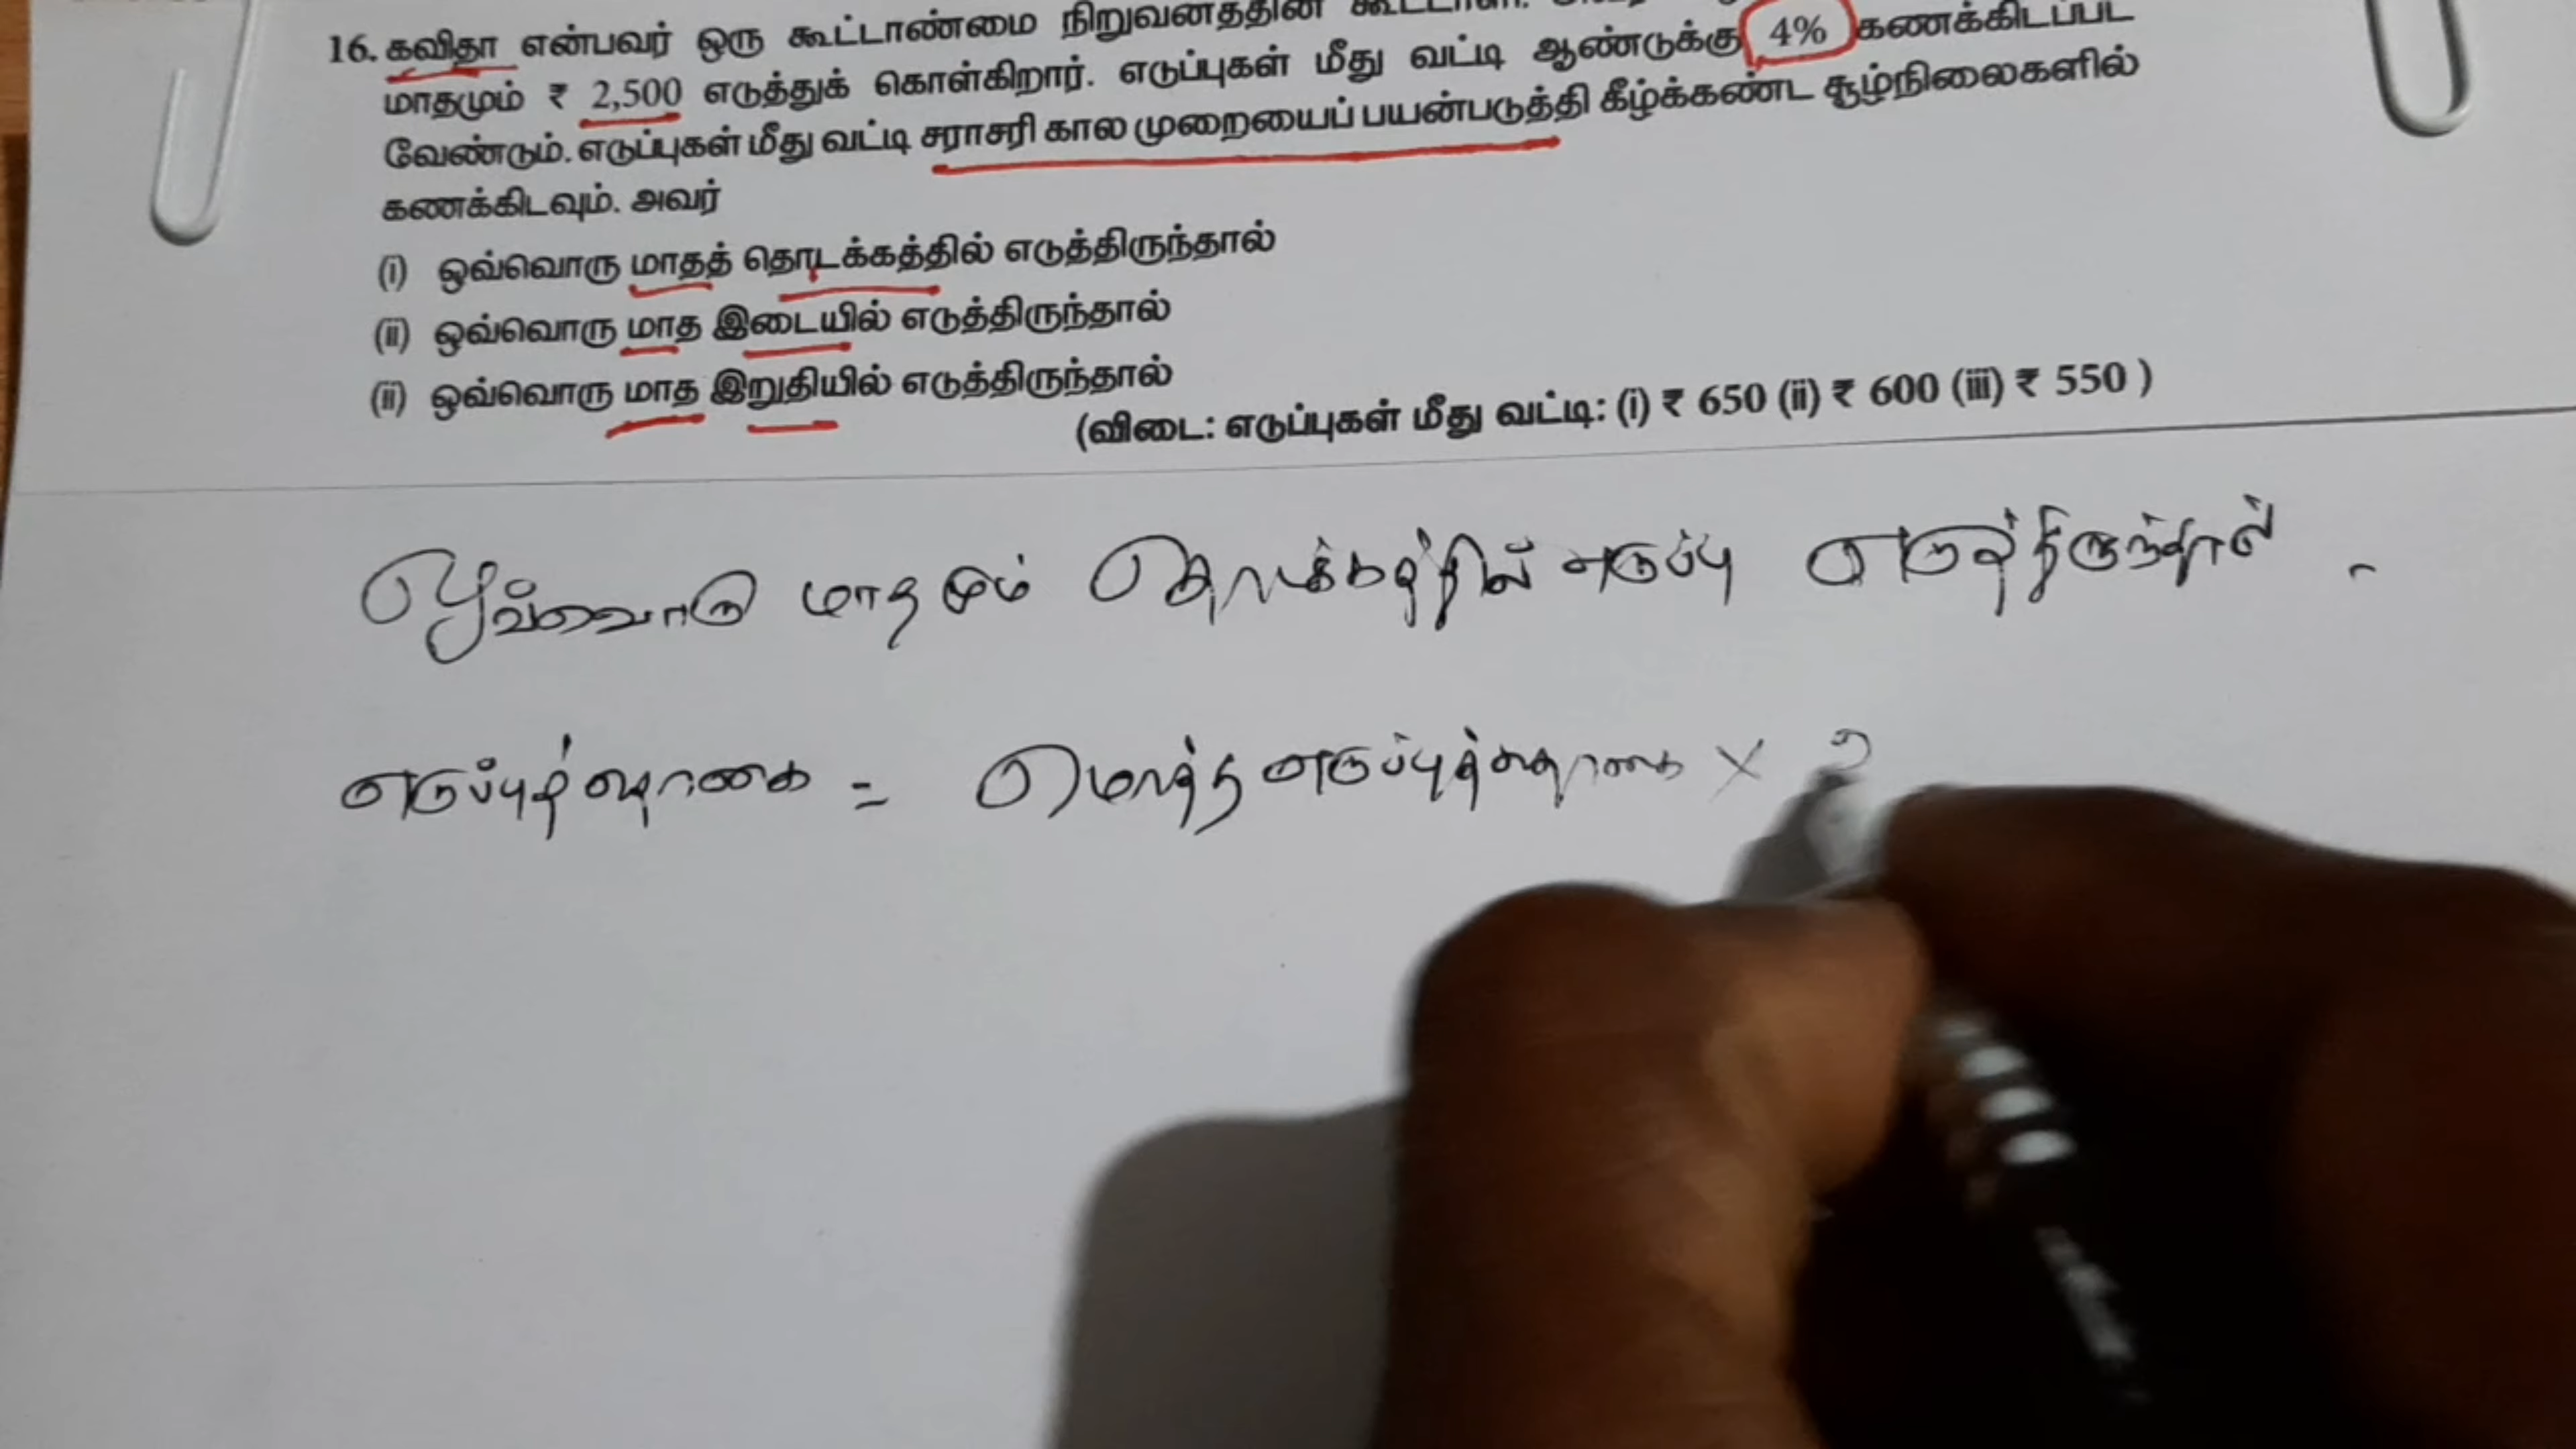 16. கவிதா என்பவர் ஒரு கூட்டாண்மை நிறுவனத்தின்
மாதமும் ₹ 2,500 எடுத்துக் கொள்கிறார். எடுப்புகள் மீது வட்டி ஆண்டுக்கு 4% கணக்கிடப்பட
வேண்டும். எடுப்புகள் மீது வட்டி சராசரி கால முறையைப் பயன்படுத்தி கீழ்க்கண்ட சூழ்நிலைகளில்
கணக்கிடவும். அவர்
(i) ஒவ்வொரு மாதத் தொடக்கத்தில் எடுத்திருந்தால்
(ii) ஒவ்வொரு மாத இடையில் எடுத்திருந்தால்
(ii) ஒவ்வொரு மாத இறுதியில் எடுத்திருந்தால்
(விடை: எடுப்புகள் மீது வட்டி: (i) ₹ 650 (ii) ₹ 600 (iii) ₹ 550 )
ஒவ்வொரு மாதமும் தொடக்கத்தில் எடுப்பு எடுத்திருந்தால் -
எடுப்புத்தொகை = மொத்த எடுப்புத்தொகை ×